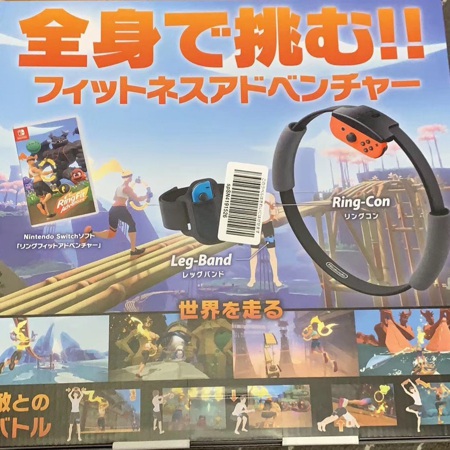 全身で挑む!!
フィットネスアドベンチャー
Nintendo Switchソフト
「リングフィットアドベンチャー」
Leg-Band
レッグバンド
Ring-Con
リングコン
世界を走る
敵との
バトル